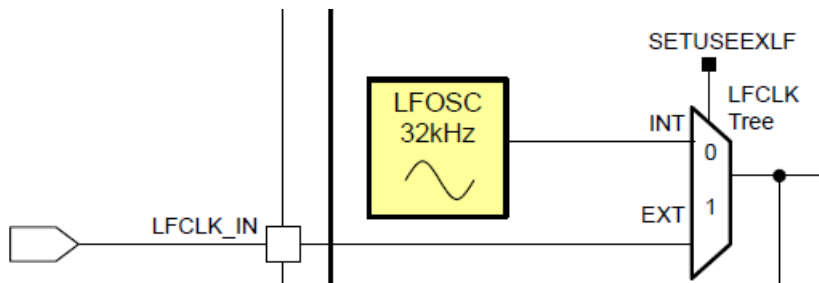 SETUSEEXLF
LFOSC
32kHz
LFCLK
Tree
INT
0
LFCLK_IN
EXT
1